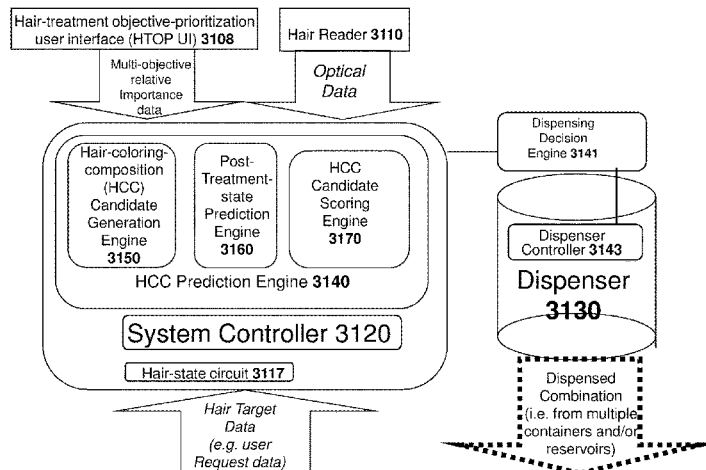 Hair-treatment objective-prioritization
user interface (HTOP UI) 3108
Hair Reader 3110
Multi-objective
relative
Importance
data
Optical
Data
Hair-coloring-
composition
(HCC)
Candidate
Generation
Engine
3150
Post-
Treatment-
state
Prediction
Engine
3160
HCC
Candidate
Scoring
Engine
3170
HCC Prediction Engine 3140
System Controller 3120
Hair-state circuit 3117
Hair Target
Data
(e.g. user
Request data)
Dispensing
Decision
Engine 3141
Dispenser
Controller 3143
Dispenser
3130
Dispensed
Combination
(i.e. from multiple
containers and/or
reservoirs)